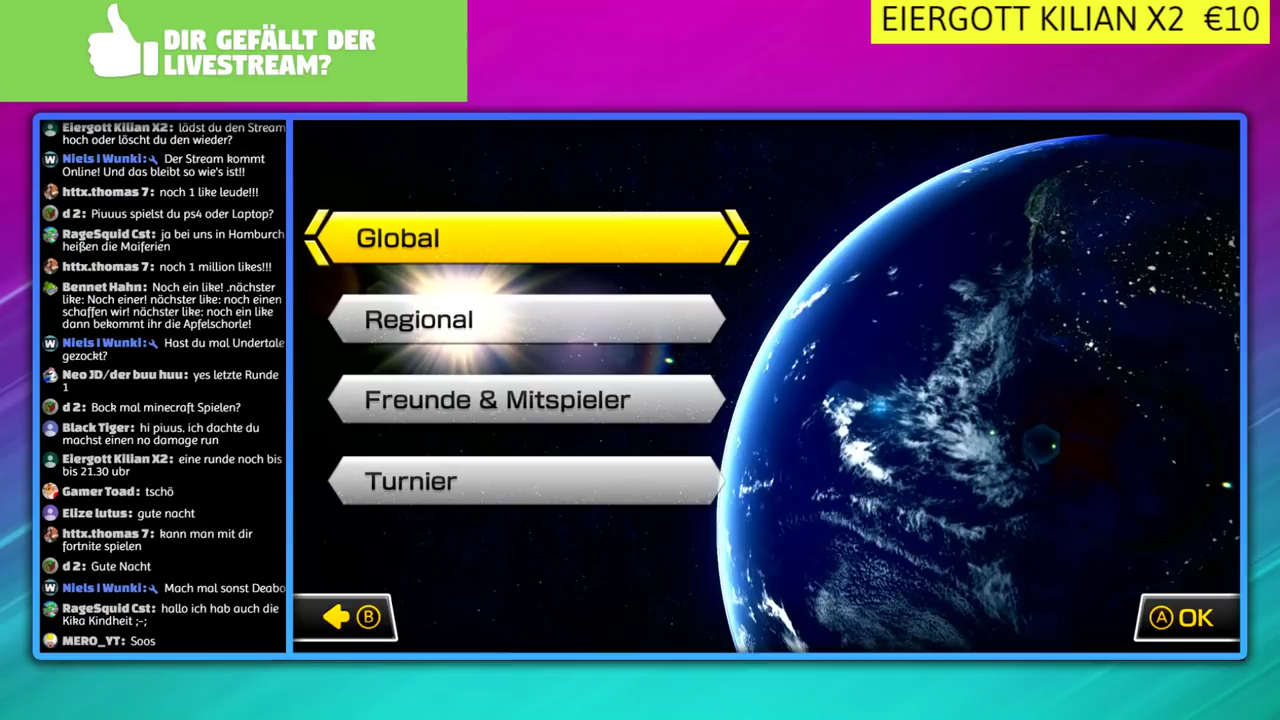 DIR GEFÄLLT DER
LIVESTREAM?
EIERGOTT KILIAN X2 €10
Eiergott Kilian X2: lädst du den Stream
hoch oder löscht du den wieder?
W Niels | Wunki: Der Stream kommt
Online! Und das bleibt so wie's ist!!
httx.thomas 7: noch 1 like leude!!!
d 2: Piuuus spielst du ps4 oder Laptop?
RageSquid Cst: ja bei uns in Hamburch
heißen die Maiferien
httx.thomas 7: noch 1 million likes!!!
Bennet Hahn: Noch ein like! .nächster
like: Noch einer! nächster like: noch einen
schaffen wir! nächster like: noch ein like
dann bekommt ihr die Apfelschorle!
W Niels | Wunki: Hast du mal Undertale
gezockt?
Neo JD/der buu huu: yes letzte Runde
1
d 2: Bock mal minecraft Spielen?
Black Tiger: hi piuus. ich dachte du
machst einen no damage run
Eiergott Kilian X2: eine runde noch bis
bis 21.30 ubr
Gamer Toad: tschö
Elize lutus: gute nacht
httx.thomas 7: kann man mit dir
fortnite spielen
d 2: Gute Nacht
W Niels | Wunki: Mach mal sonst Deabo
RageSquid Cst: hallo ich hab auch die
Kika Kindheit ;-;
MERO_YT: Soos
Global
Regional
Freunde & Mitspieler
Turnier
B
A OK